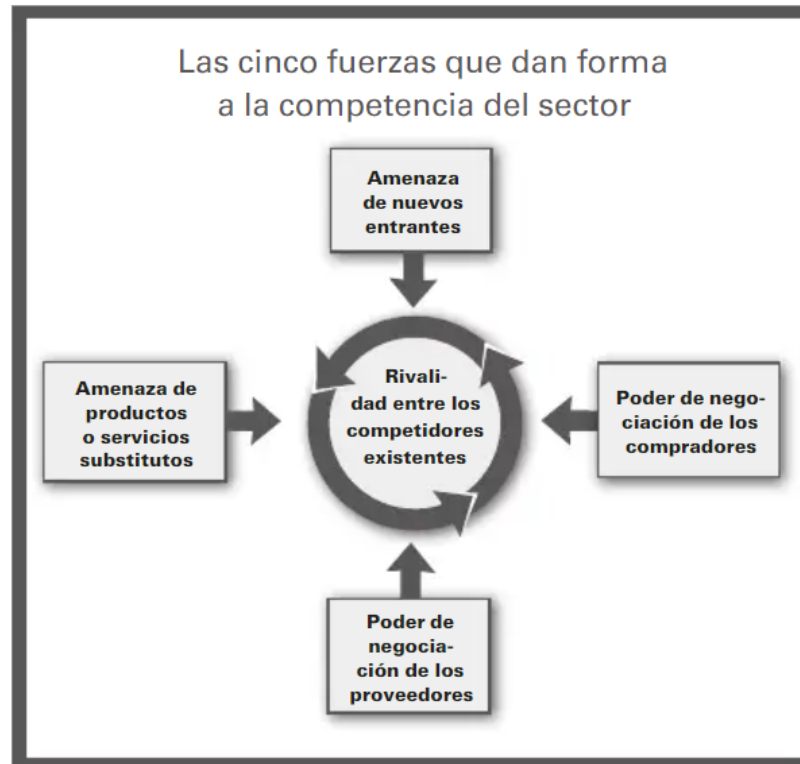 Las cinco fuerzas que dan forma
a la competencia del sector
Amenaza
de nuevos
entrantes
Amenaza de
productos
o servicios
substitutos
Rivali-
dad entre los
competidores
existentes
Poder de nego-
ciación de los
compradores
Poder de
negocia-
ción de los
proveedores